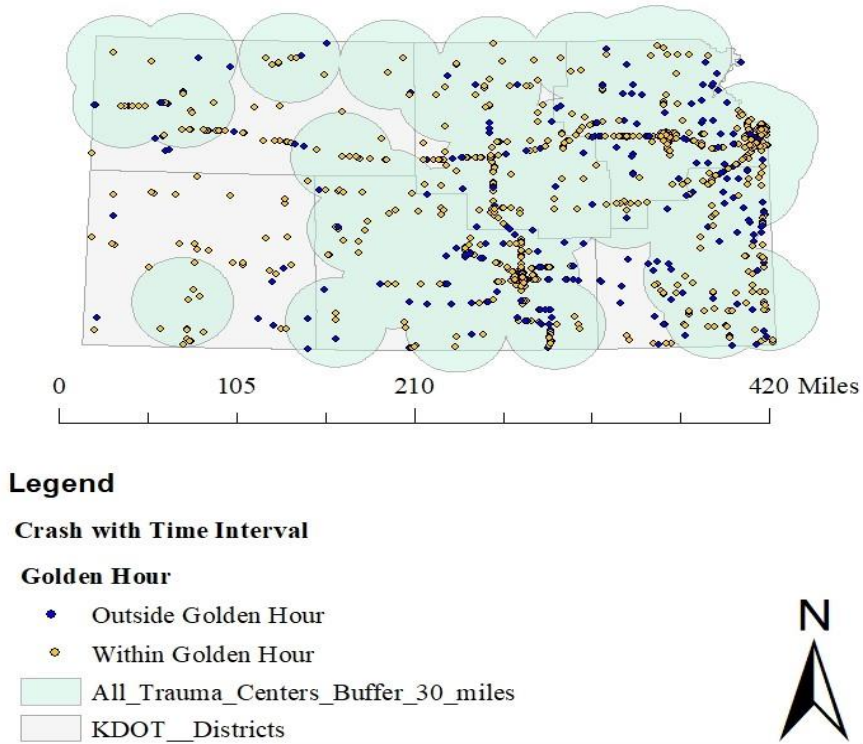 0 105 210 420 Miles
Legend
Crash with Time Interval
Golden Hour
Outside Golden Hour
Within Golden Hour
All_Trauma_Centers_Buffer_30_miles
KDOT__Districts
N